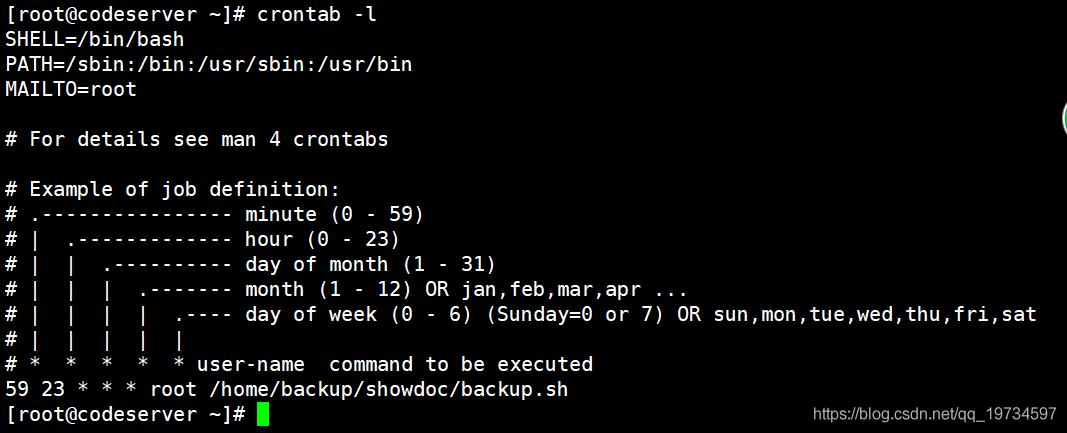 [root@codeserver ~]# crontab -l
SHELL=/bin/bash
PATH=/sbin:/bin:/usr/sbin:/usr/bin
MAILTO=root
# For details see man 4 crontabs
# Example of job definition:
# .---------------- minute (0 - 59)
# |  .------------- hour (0 - 23)
# |  |  .---------- day of month (1 - 31)
# |  |  |  .------- month (1 - 12) OR jan,feb,mar,apr ...
# |  |  |  |  .---- day of week (0 - 6) (Sunday=0 or 7) OR sun,mon,tue,wed,thu,fri,sat
# |  |  |  |  |
# *  *  *  *  * user-name  command to be executed
59 23 * * * root /home/backup/showdoc/backup.sh
[root@codeserver ~]#
https://blog.csdn.net/qq_19734597